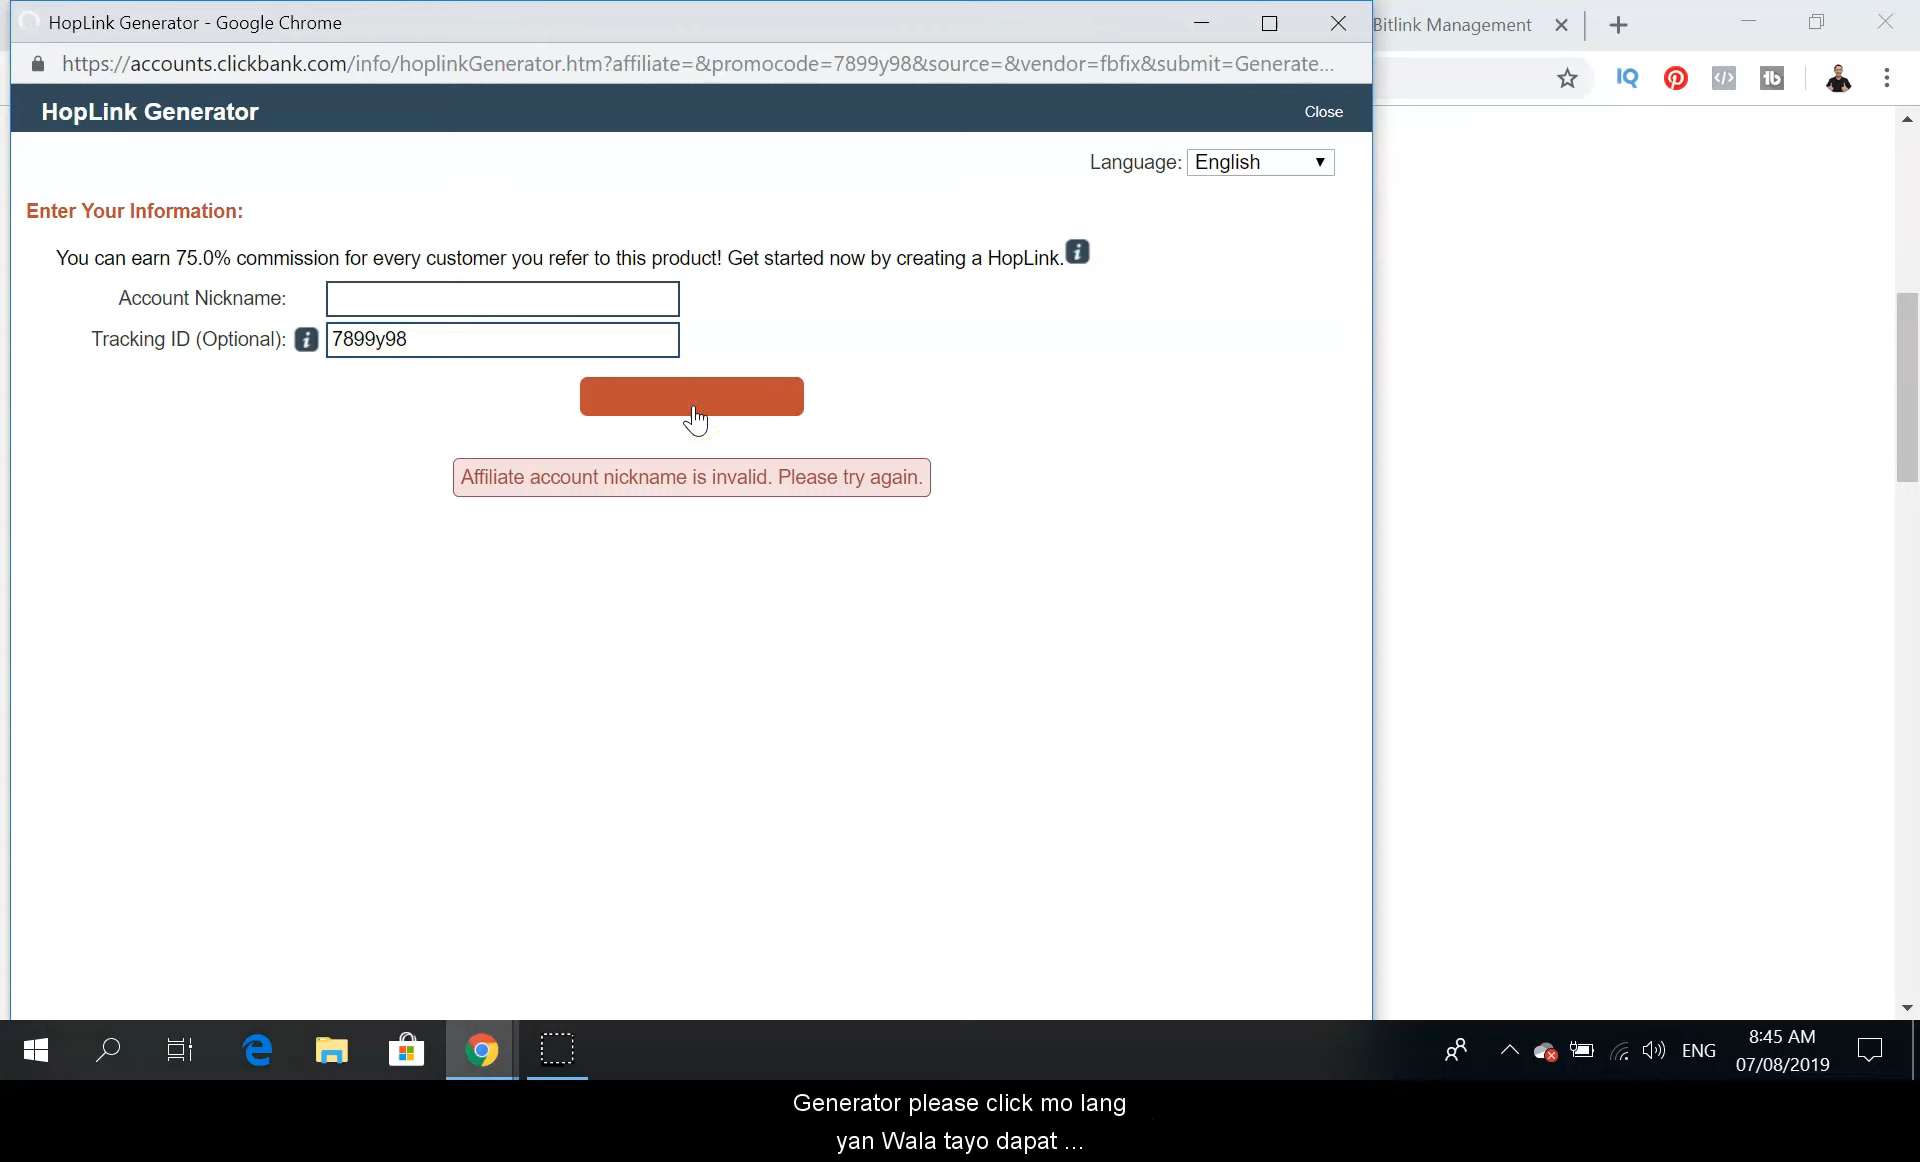 HopLink Generator - Google Chrome
Bitlink Management
https://accounts.clickbank.com/info/hoplinkGenerator.htm?affiliate=&promocode=7899y98&source=&vendor=fbfix&submit=Generate...
IQ
</>
tb
HopLink Generator
Close
Language: English
Enter Your Information:
You can earn 75.0% commission for every customer you refer to this product! Get started now by creating a HopLink. i
Account Nickname:
Tracking ID (Optional): i 7899y98
Affiliate account nickname is invalid. Please try again.
ENG
8:45 AM
07/08/2019
Generator please click mo lang
yan Wala tayo dapat ...